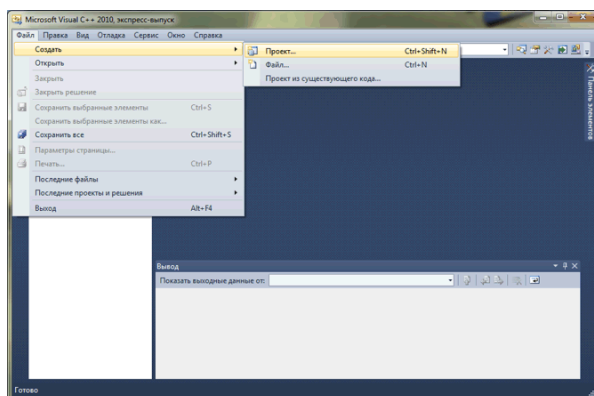 Microsoft Visual C++ 2010, экспресс-выпуск
Файл Правка Вид Отладка Сервис Окно Справка
Создать
Проект... Ctrl+Shift+N
Открыть
Файл... Ctrl+N
Закрыть
Проект из существующего кода...
Закрыть решение
Сохранить выбранные элементы Ctrl+S
Сохранить выбранные элементы как...
Сохранить все Ctrl+Shift+S
Параметры страницы...
Печать... Ctrl+P
Последние файлы
Последние проекты и решения
Выход Alt+F4
Панель элементов
Вывод
Показать выходные данные от:
Готово